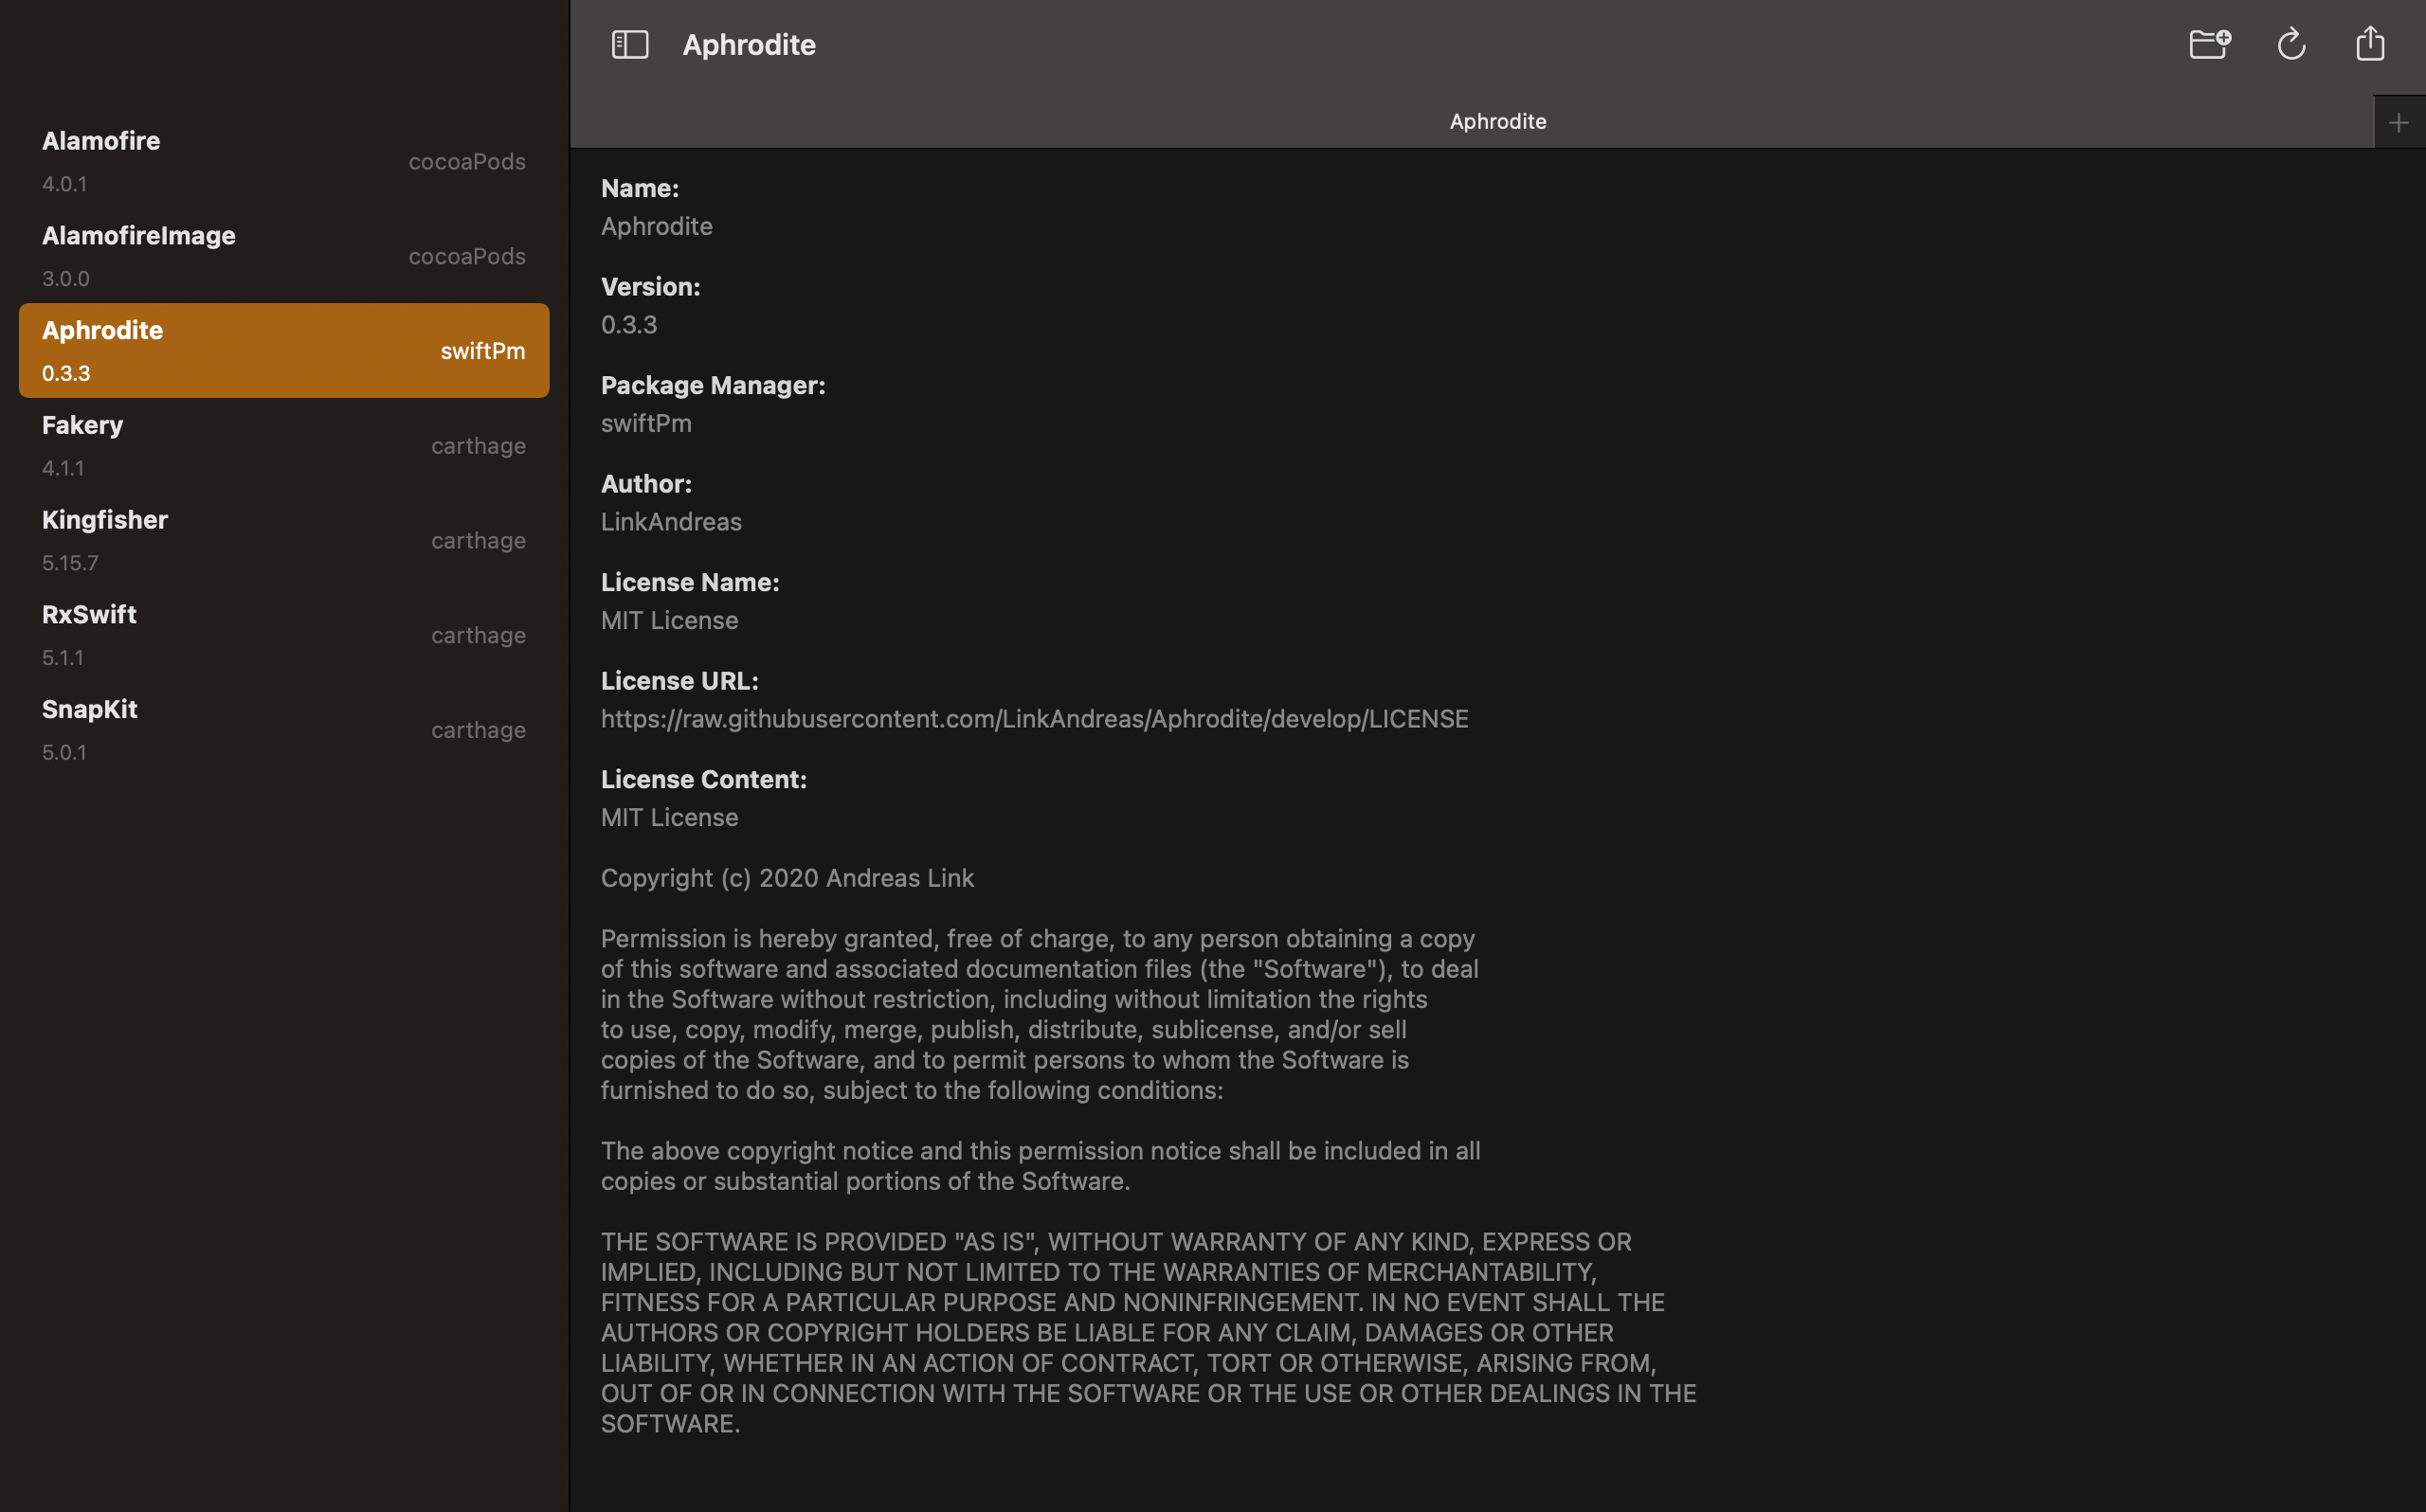 Alamofire
cocoaPods
4.0.1
AlamofireImage
cocoaPods
3.0.0
Aphrodite
swiftPm
0.3.3
Fakery
carthage
4.1.1
Kingfisher
carthage
5.15.7
RxSwift
carthage
5.1.1
SnapKit
carthage
5.0.1
Aphrodite
Aphrodite
Name:
Aphrodite
Version:
0.3.3
Package Manager:
swiftPm
Author:
LinkAndreas
License Name:
MIT License
License URL:
https://raw.githubusercontent.com/LinkAndreas/Aphrodite/develop/LICENSE
License Content:
MIT License
Copyright (c) 2020 Andreas Link
Permission is hereby granted, free of charge, to any person obtaining a copy
of this software and associated documentation files (the "Software"), to deal
in the Software without restriction, including without limitation the rights
to use, copy, modify, merge, publish, distribute, sublicense, and/or sell
copies of the Software, and to permit persons to whom the Software is
furnished to do so, subject to the following conditions:
The above copyright notice and this permission notice shall be included in all
copies or substantial portions of the Software.
THE SOFTWARE IS PROVIDED "AS IS", WITHOUT WARRANTY OF ANY KIND, EXPRESS OR
IMPLIED, INCLUDING BUT NOT LIMITED TO THE WARRANTIES OF MERCHANTABILITY,
FITNESS FOR A PARTICULAR PURPOSE AND NONINFRINGEMENT. IN NO EVENT SHALL THE
AUTHORS OR COPYRIGHT HOLDERS BE LIABLE FOR ANY CLAIM, DAMAGES OR OTHER
LIABILITY, WHETHER IN AN ACTION OF CONTRACT, TORT OR OTHERWISE, ARISING FROM,
OUT OF OR IN CONNECTION WITH THE SOFTWARE OR THE USE OR OTHER DEALINGS IN THE
SOFTWARE.